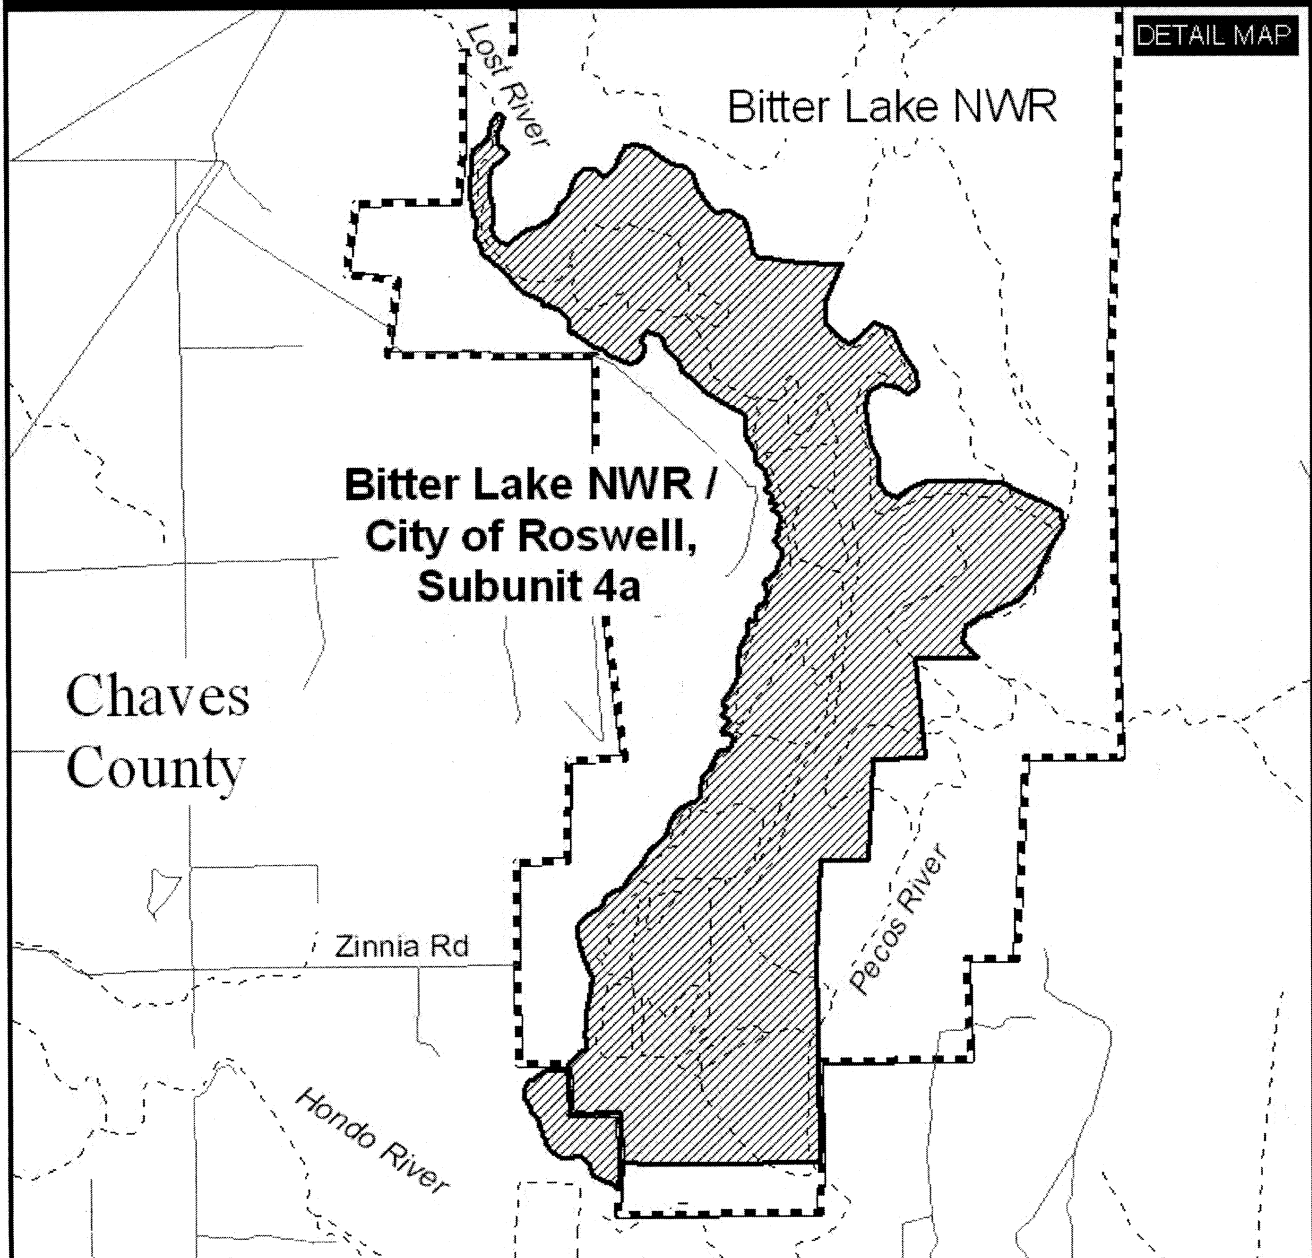 DETAIL MAP
Lost River
Bitter Lake NWR
Bitter Lake NWR /
City of Roswell,
Subunit 4a
Chaves
County
Zinnia Rd
Pecos River
Hondo River